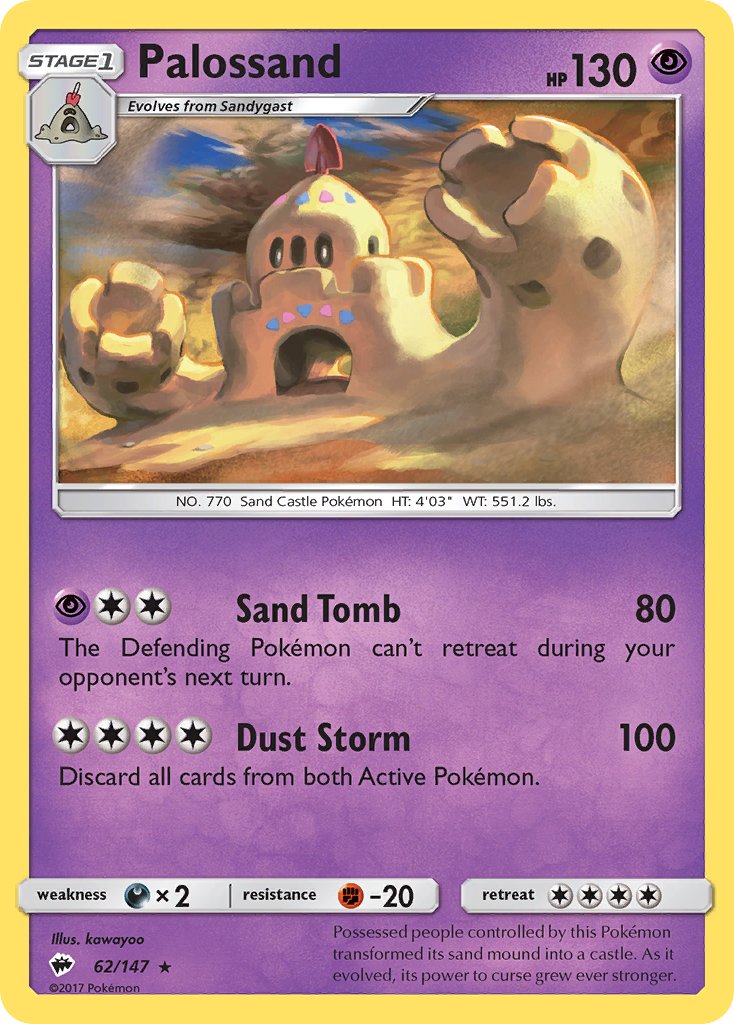 STAGE1 Palossand HP 130
Evolves from Sandygast
NO. 770 Sand Castle Pokémon HT: 4'03" WT: 551.2 lbs.
Sand Tomb 80
The Defending Pokémon can't retreat during your
opponent's next turn.
Dust Storm 100
Discard all cards from both Active Pokémon.
weakness ×2 resistance -20 retreat
Illus. kawayoo
62/147 ★
©2017 Pokémon
Possessed people controlled by this Pokémon
transformed its sand mound into a castle. As it
evolved, its power to curse grew ever stronger.